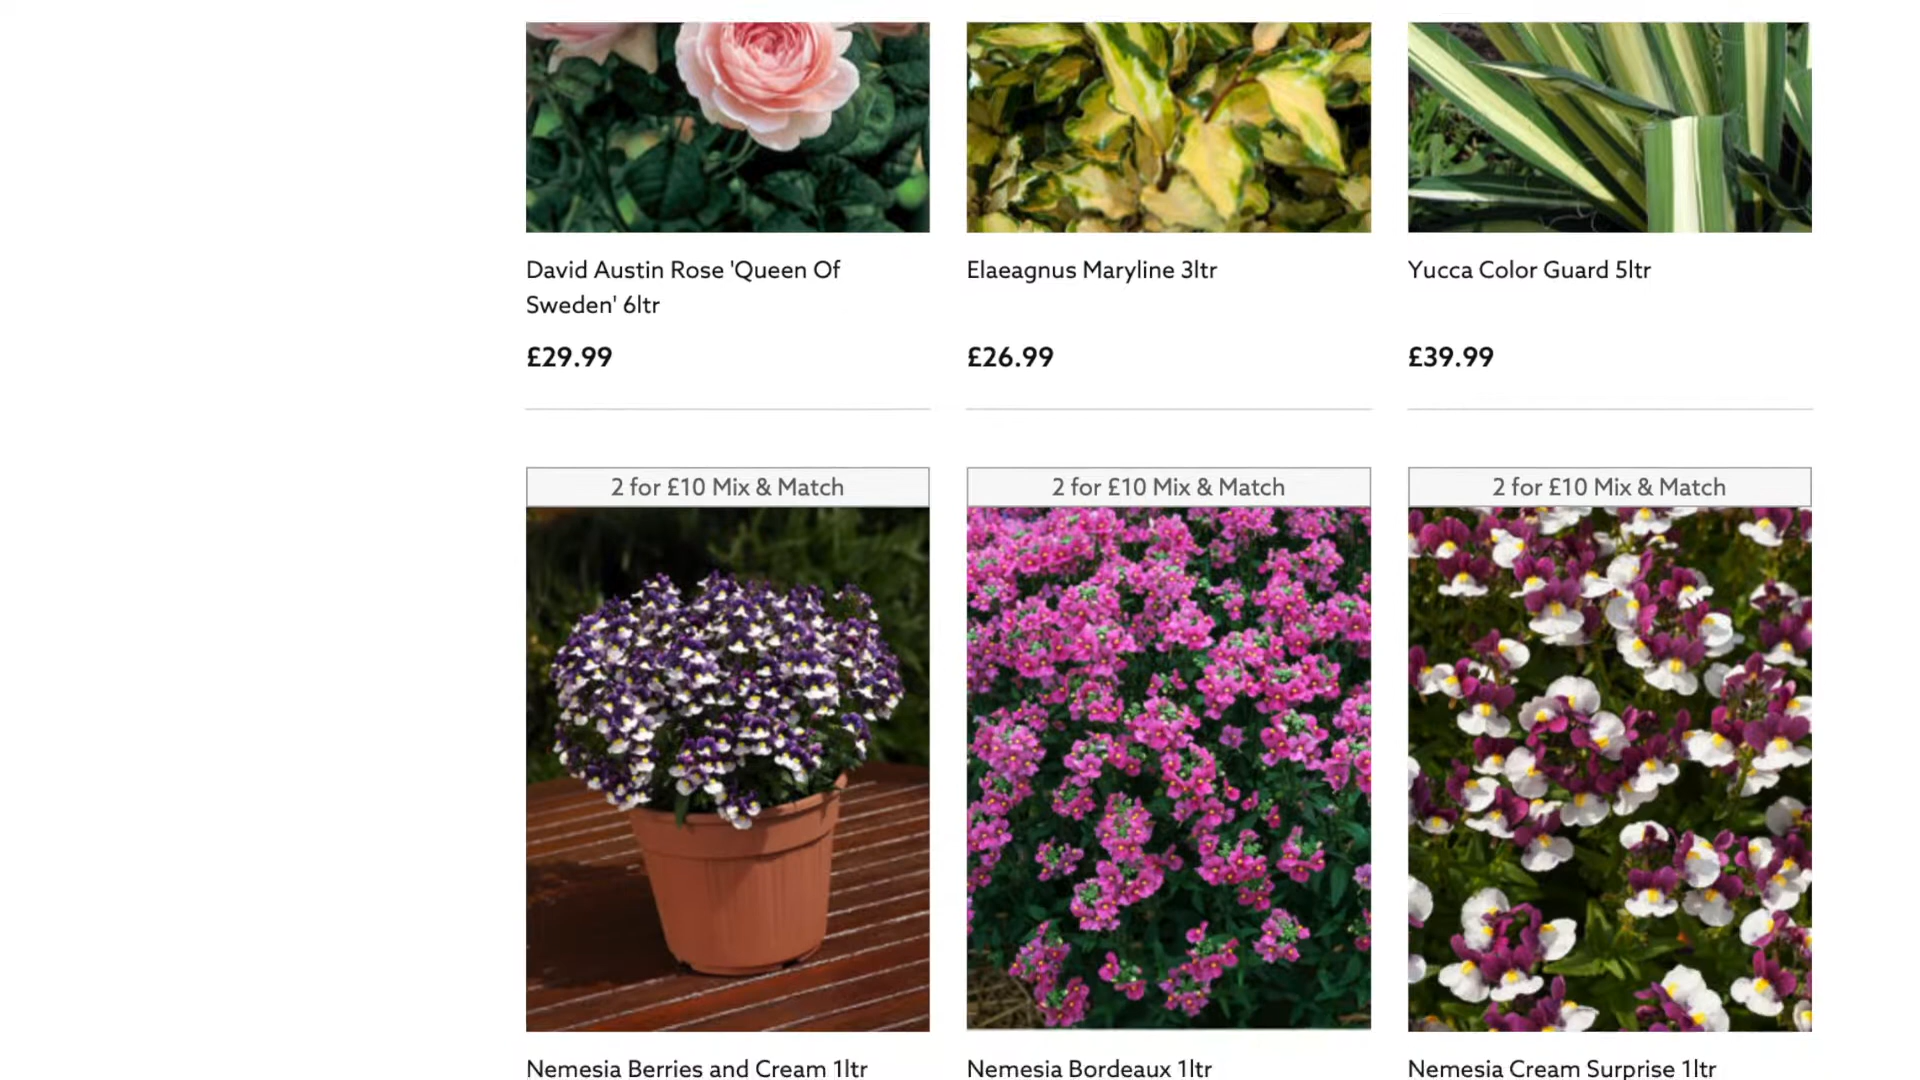 David Austin Rose 'Queen Of
Sweden' 6ltr
£29.99
Elaeagnus Maryline 3ltr
£26.99
Yucca Color Guard 5ltr
£39.99
2 for £10 Mix & Match
Nemesia Berries and Cream 1ltr
2 for £10 Mix & Match
Nemesia Bordeaux 1ltr
2 for £10 Mix & Match
Nemesia Cream Surprise 1ltr